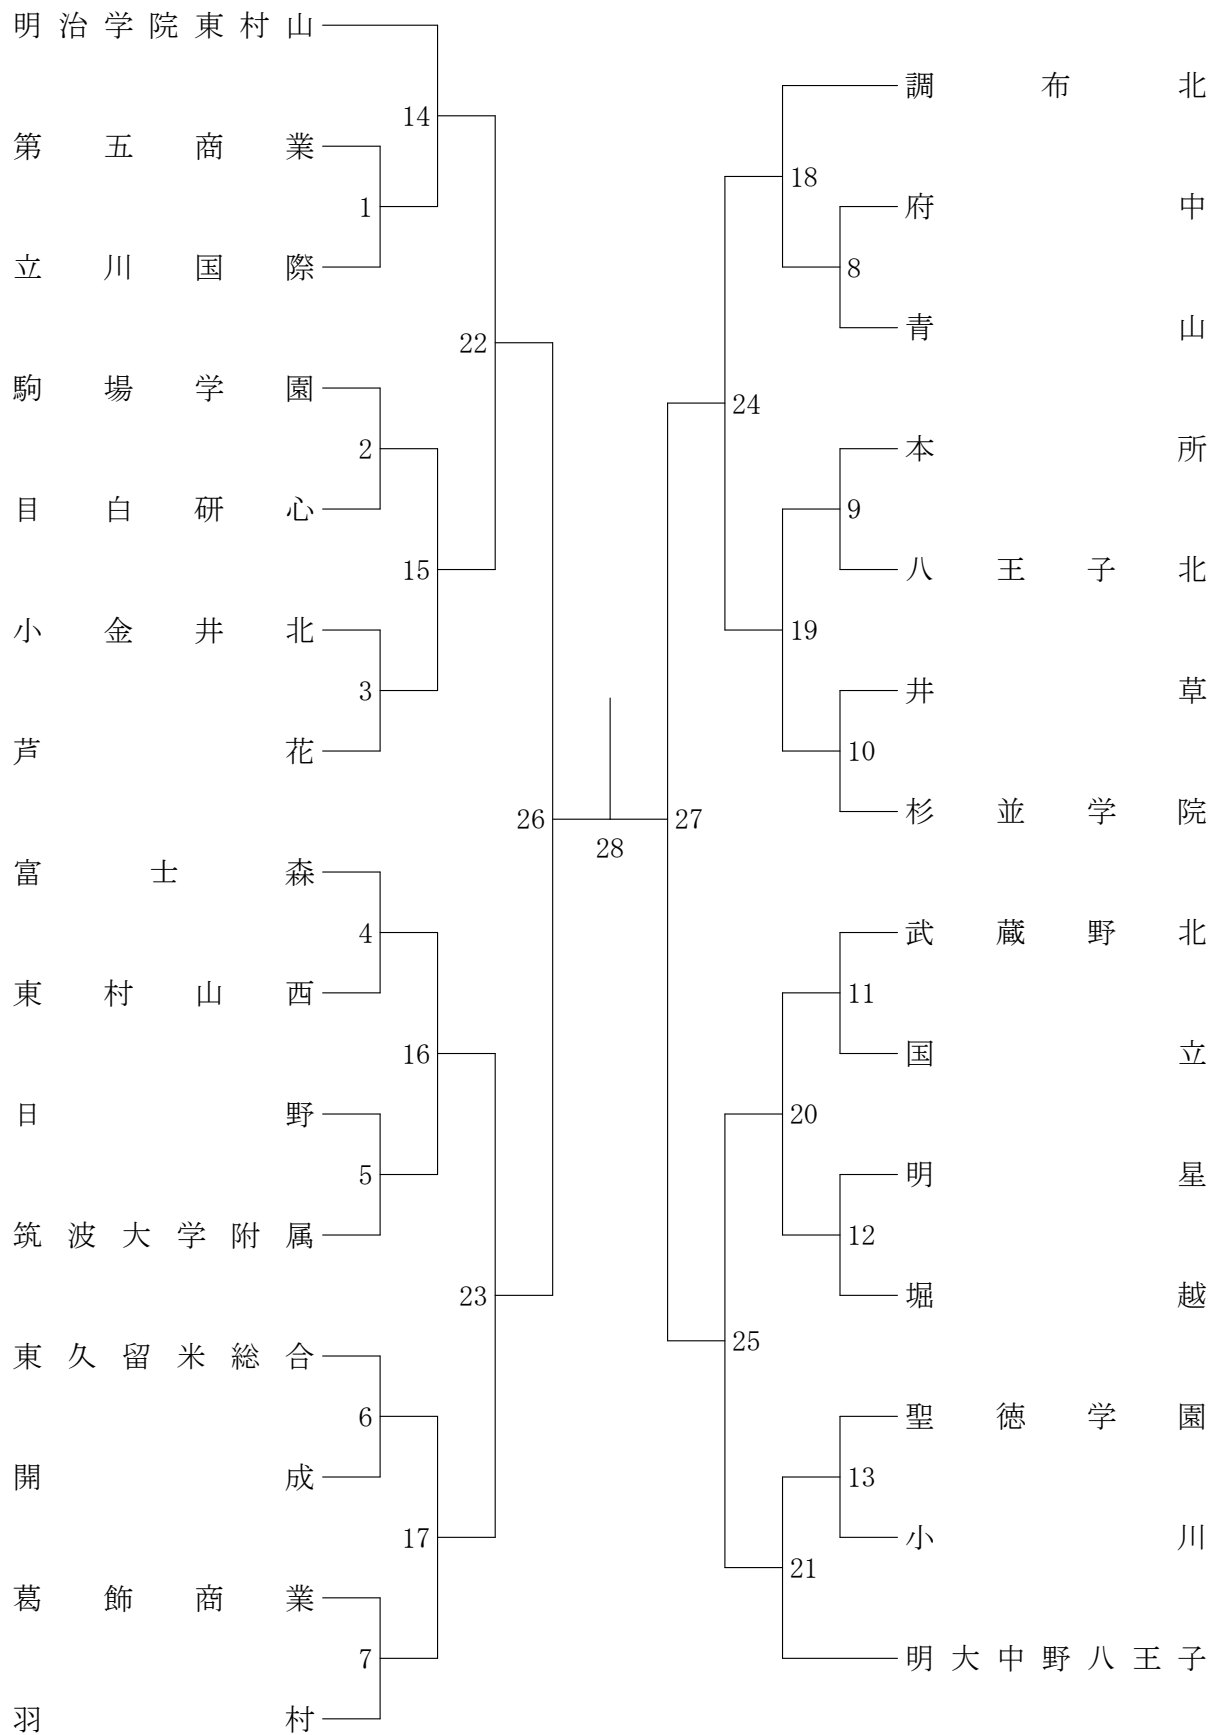 明治学院東村山
14
第五商業
1
立川国際
22
駒場学園
2
目白研心
15
小金井北
3
芦花
26
富士森
4
東村山西
16
日野
5
筑波大学附属
23
東久留米総合
6
開成
17
葛飾商業
7
羽村
28
調布北
18
府中
8
青山
24
本所
9
八王子北
19
井草
10
杉並学院
27
武蔵野北
11
国立
20
明星
12
堀越
25
聖徳学園
13
小川
21
明大中野八王子